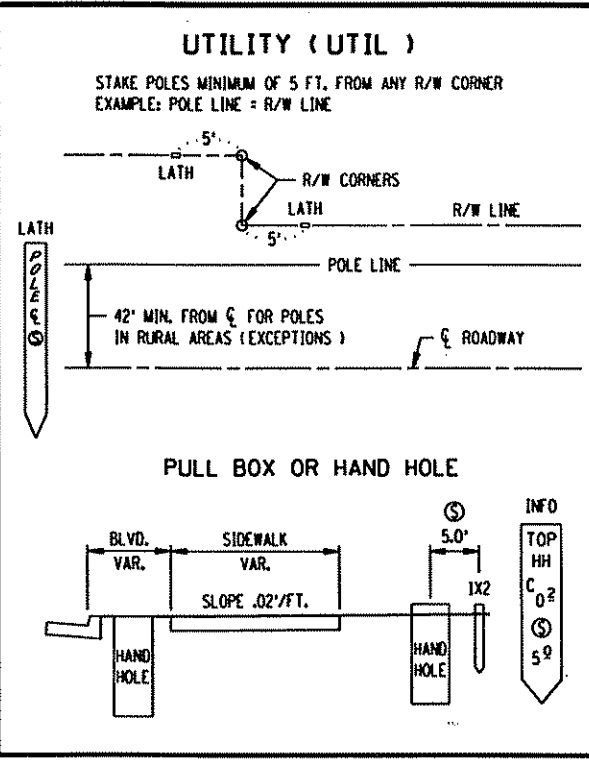 UTILITY ( UTIL )
STAKE POLES MINIMUM OF 5 FT. FROM ANY R/W CORNER
EXAMPLE: POLE LINE = R/W LINE
5'
LATH
R/W CORNERS
LATH
R/W LINE
5'
LATH
POLE ℄ Ⓢ
POLE LINE
42' MIN. FROM ℄ FOR POLES
IN RURAL AREAS ( EXCEPTIONS )
℄ ROADWAY
PULL BOX OR HAND HOLE
BLVD.
VAR.
SIDEWALK
VAR.
SLOPE .02'/FT.
HAND
HOLE
Ⓢ
5.0'
1X2
HAND
HOLE
INFO
TOP
HH
C 0²
Ⓢ
5⁰